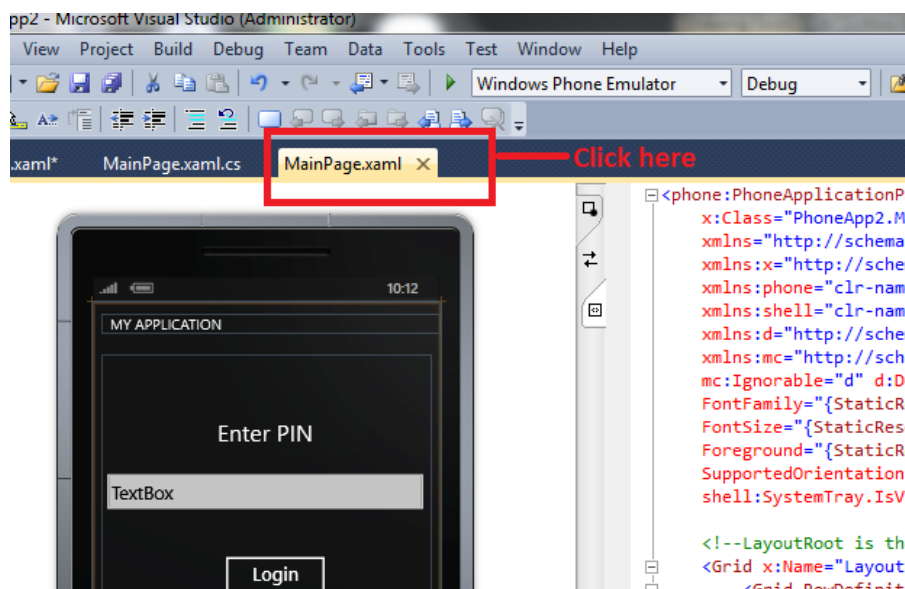 pp2 - Microsoft Visual Studio (Administrator)
View Project Build Debug Team Data Tools Test Window Help
Windows Phone Emulator Debug
.xaml* MainPage.xaml.cs MainPage.xaml Click here
10:12
MY APPLICATION
Enter PIN
TextBox
Login
<phone:PhoneApplicationP
x:Class="PhoneApp2.M
xmlns="http://schema
xmlns:x="http://sche
xmlns:phone="clr-nam
xmlns:shell="clr-nam
xmlns:d="http://sche
xmlns:mc="http://sch
mc:Ignorable="d" d:D
FontFamily="{StaticR
FontSize="{StaticRes
Foreground="{StaticR
SupportedOrientation
shell:SystemTray.IsV
<!--LayoutRoot is th
<Grid x:Name="Layout
<Grid.RowDefinit